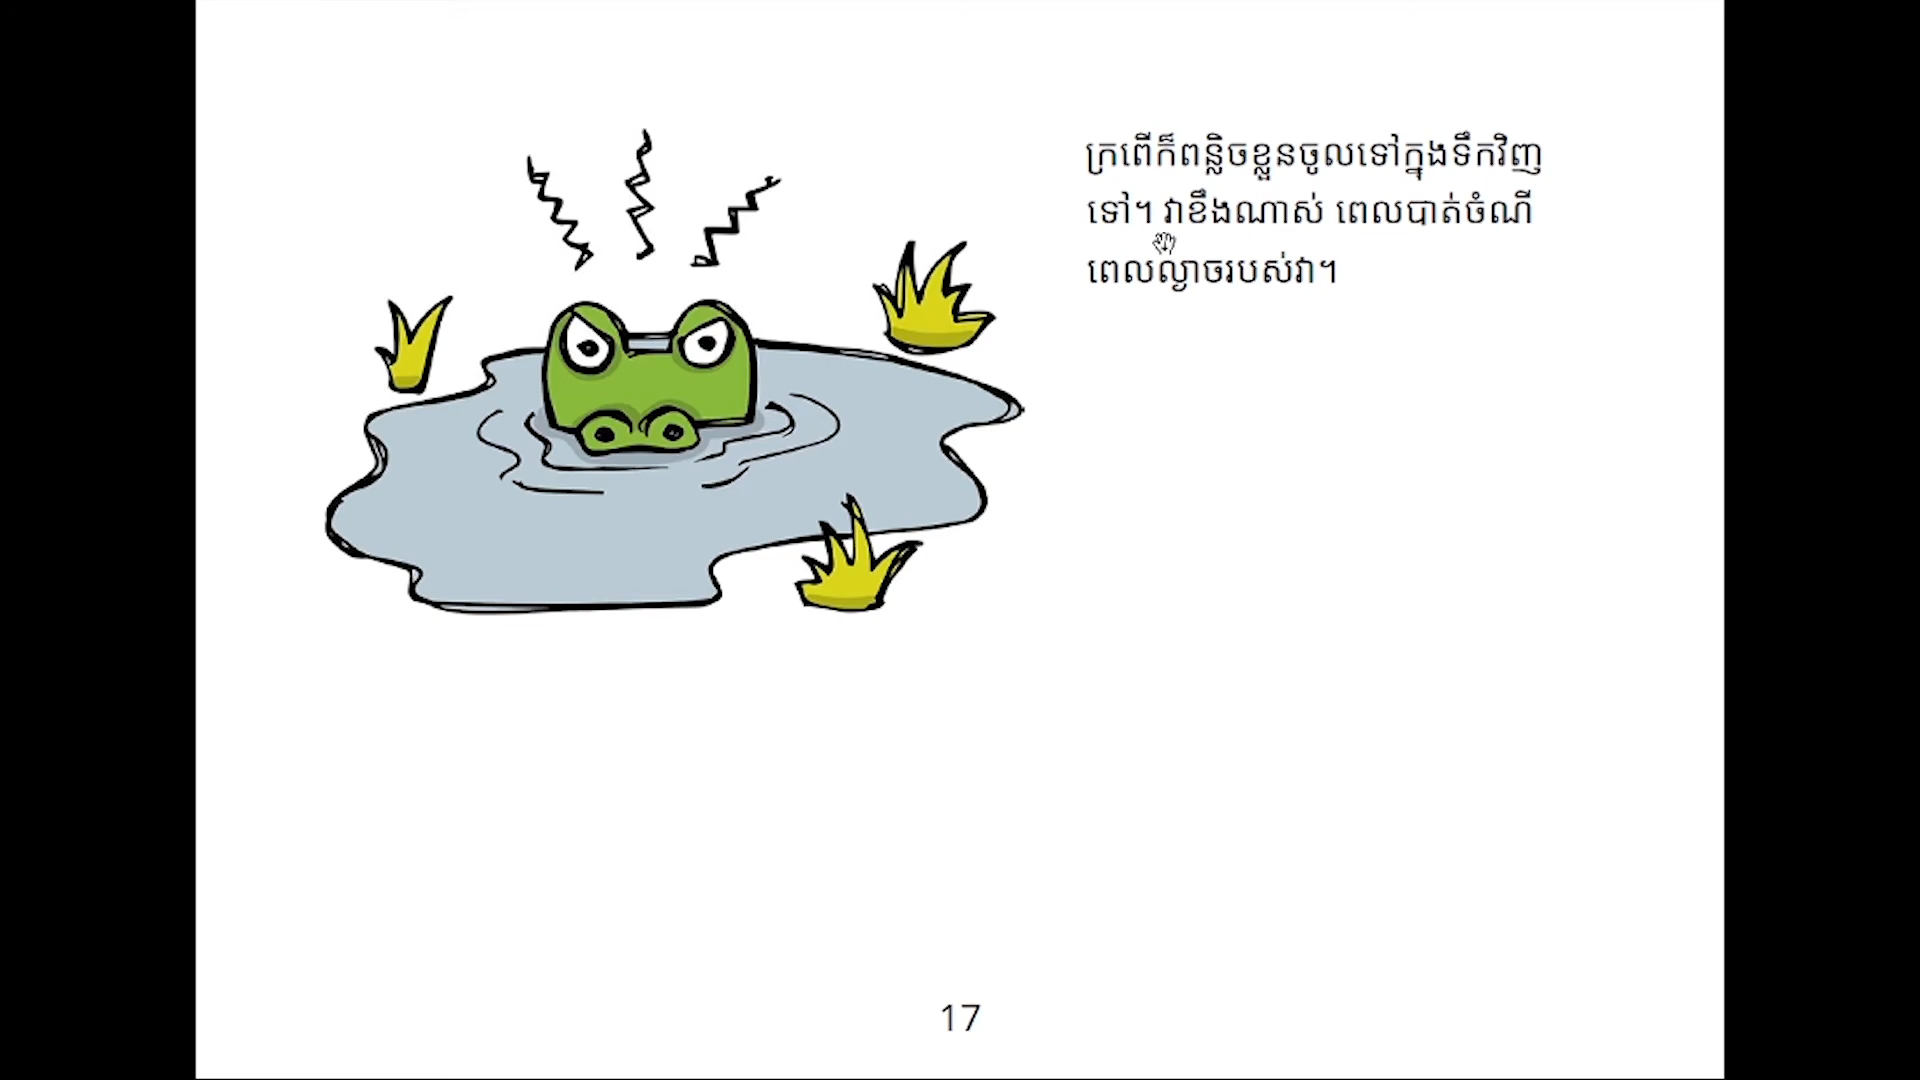 ក្រពើក៏ពន្លិចខ្លួនចូលទៅក្នុងទឹកវិញ
ទៅ។ វាខឹងណាស់ ពេលបាត់ចំណី
ពេលល្ងាចរបស់វា។
17